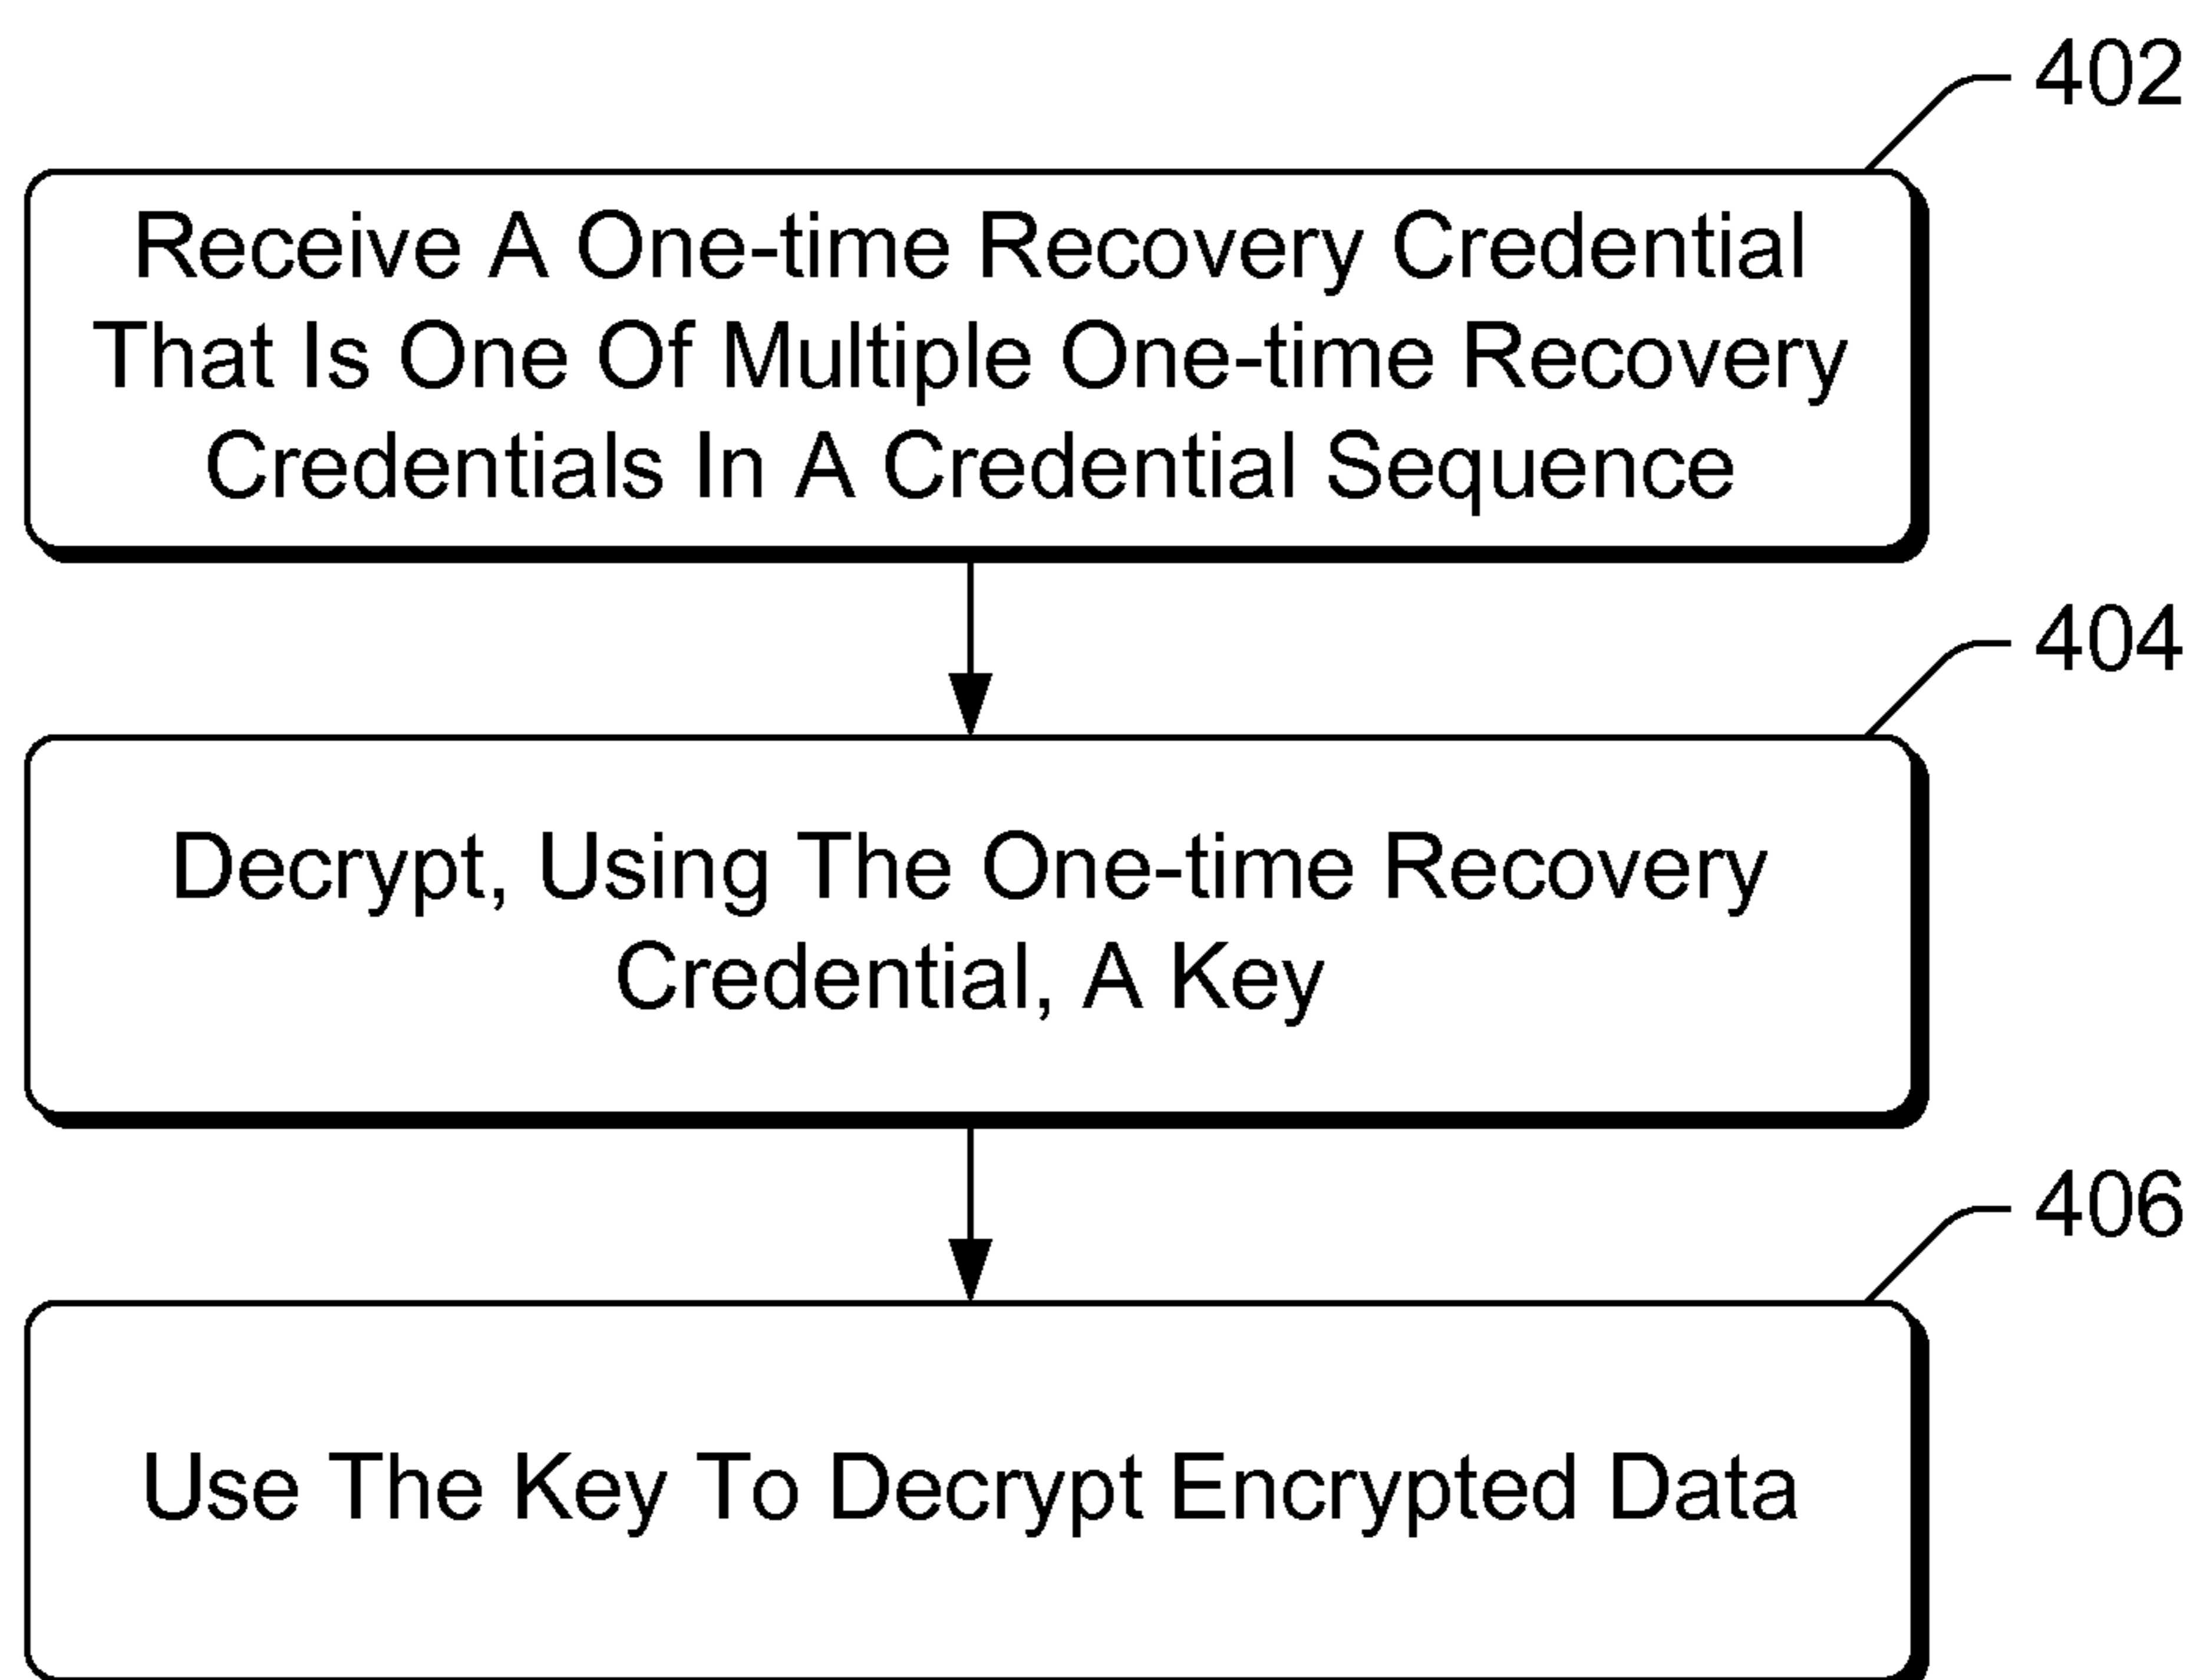 402
Receive A One-time Recovery Credential
That Is One Of Multiple One-time Recovery
Credentials In A Credential Sequence
404
Decrypt, Using The One-time Recovery
Credential, A Key
406
Use The Key To Decrypt Encrypted Data